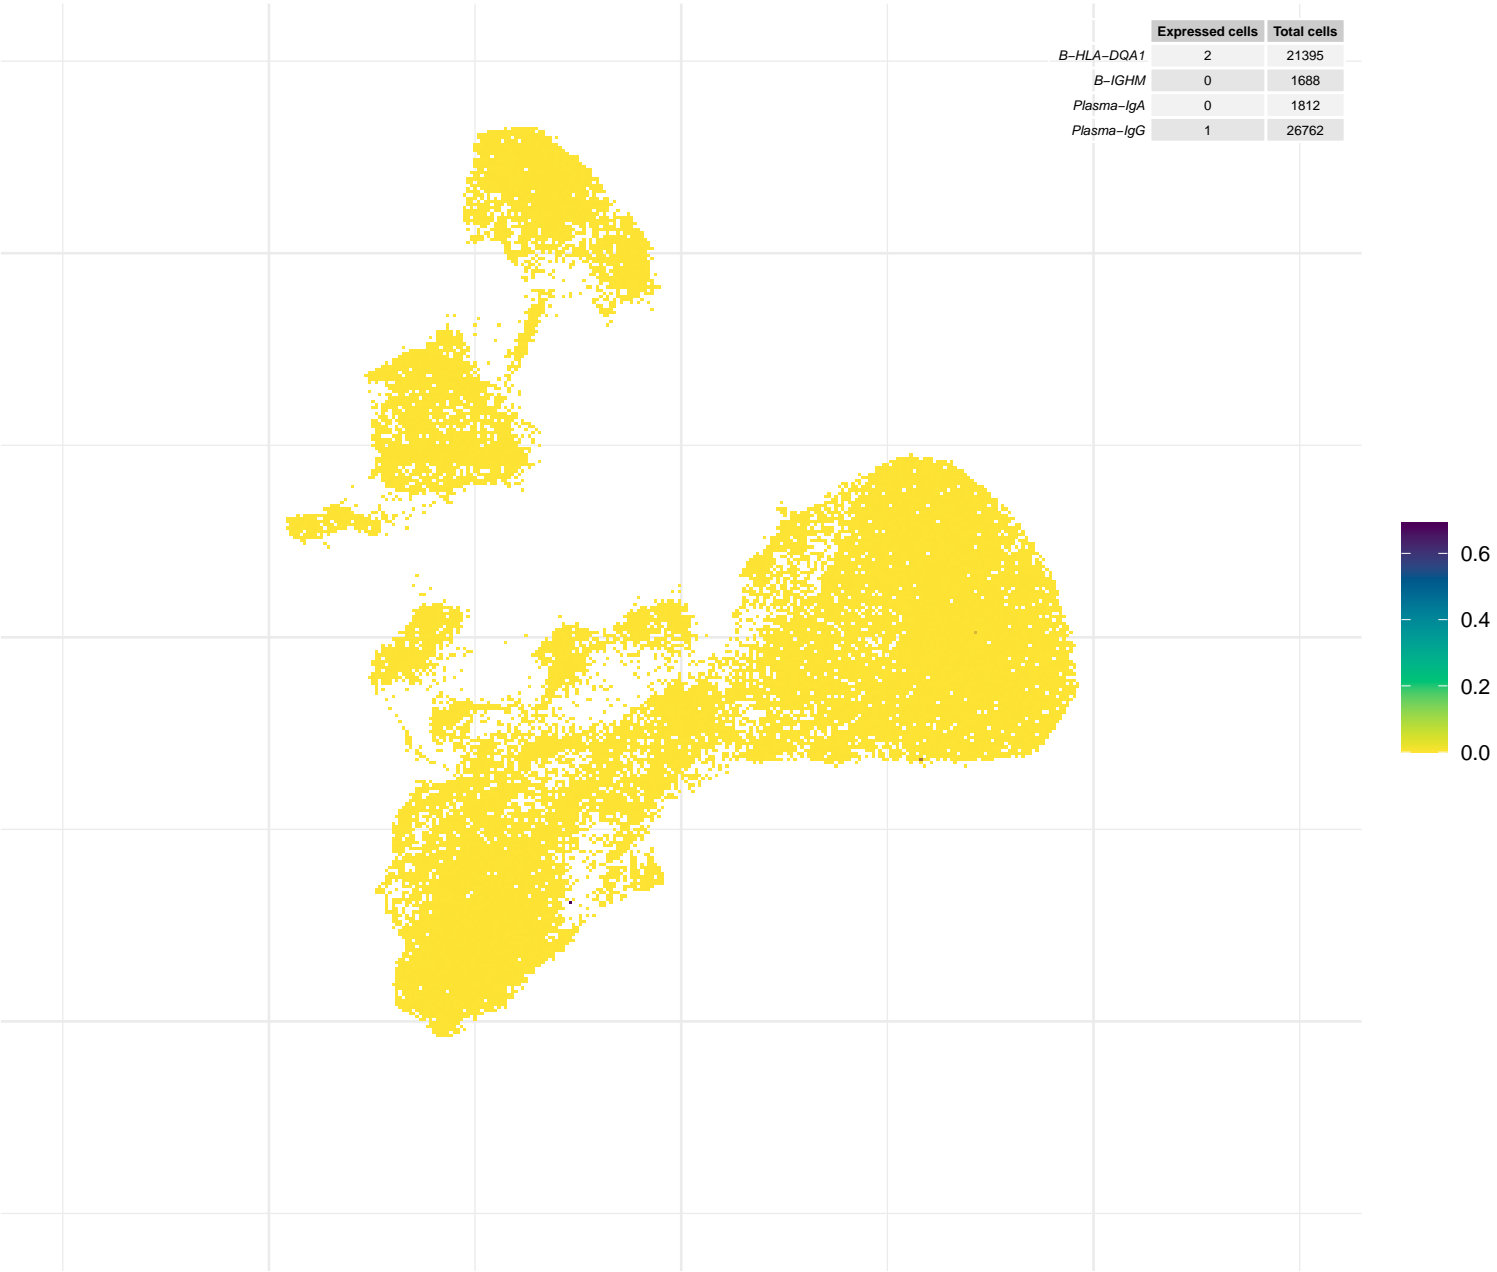 Expressed cells Total cells
B−HLA−DQA1 2 21395
B−IGHM 0 1688
Plasma−IgA 0 1812
Plasma−IgG 1 26762
0.6
0.4
0.2
0.0